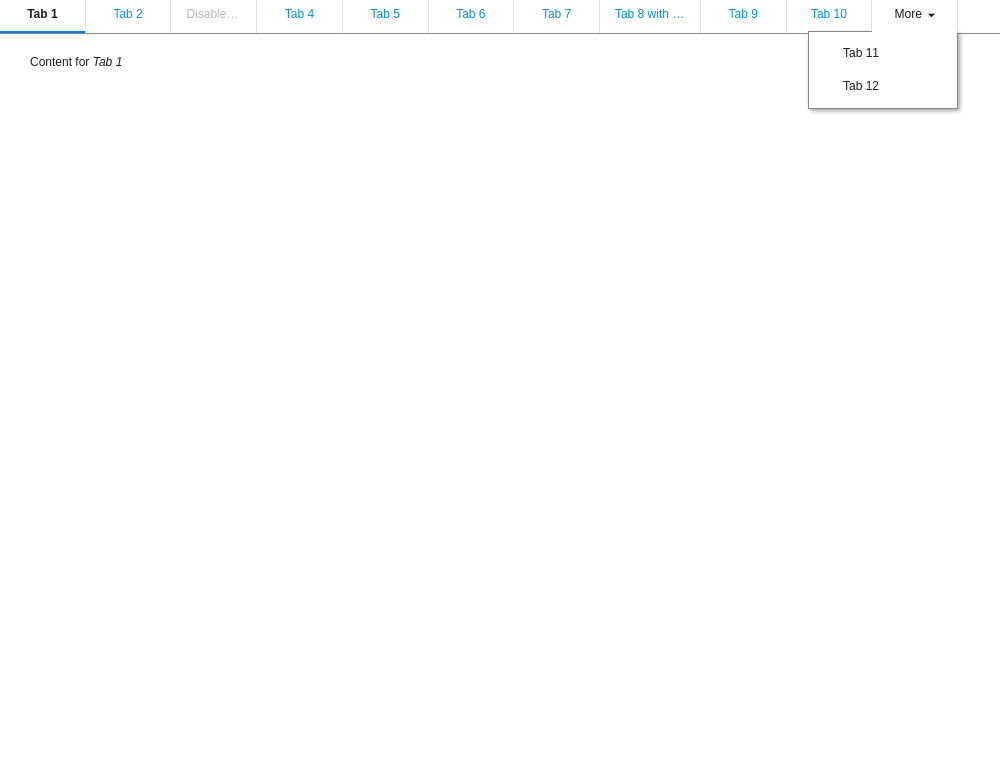 Tab 1 Tab 2 Disable… Tab 4 Tab 5 Tab 6 Tab 7 Tab 8 with … Tab 9 Tab 10 More
Tab 11
Content for Tab 1
Tab 12